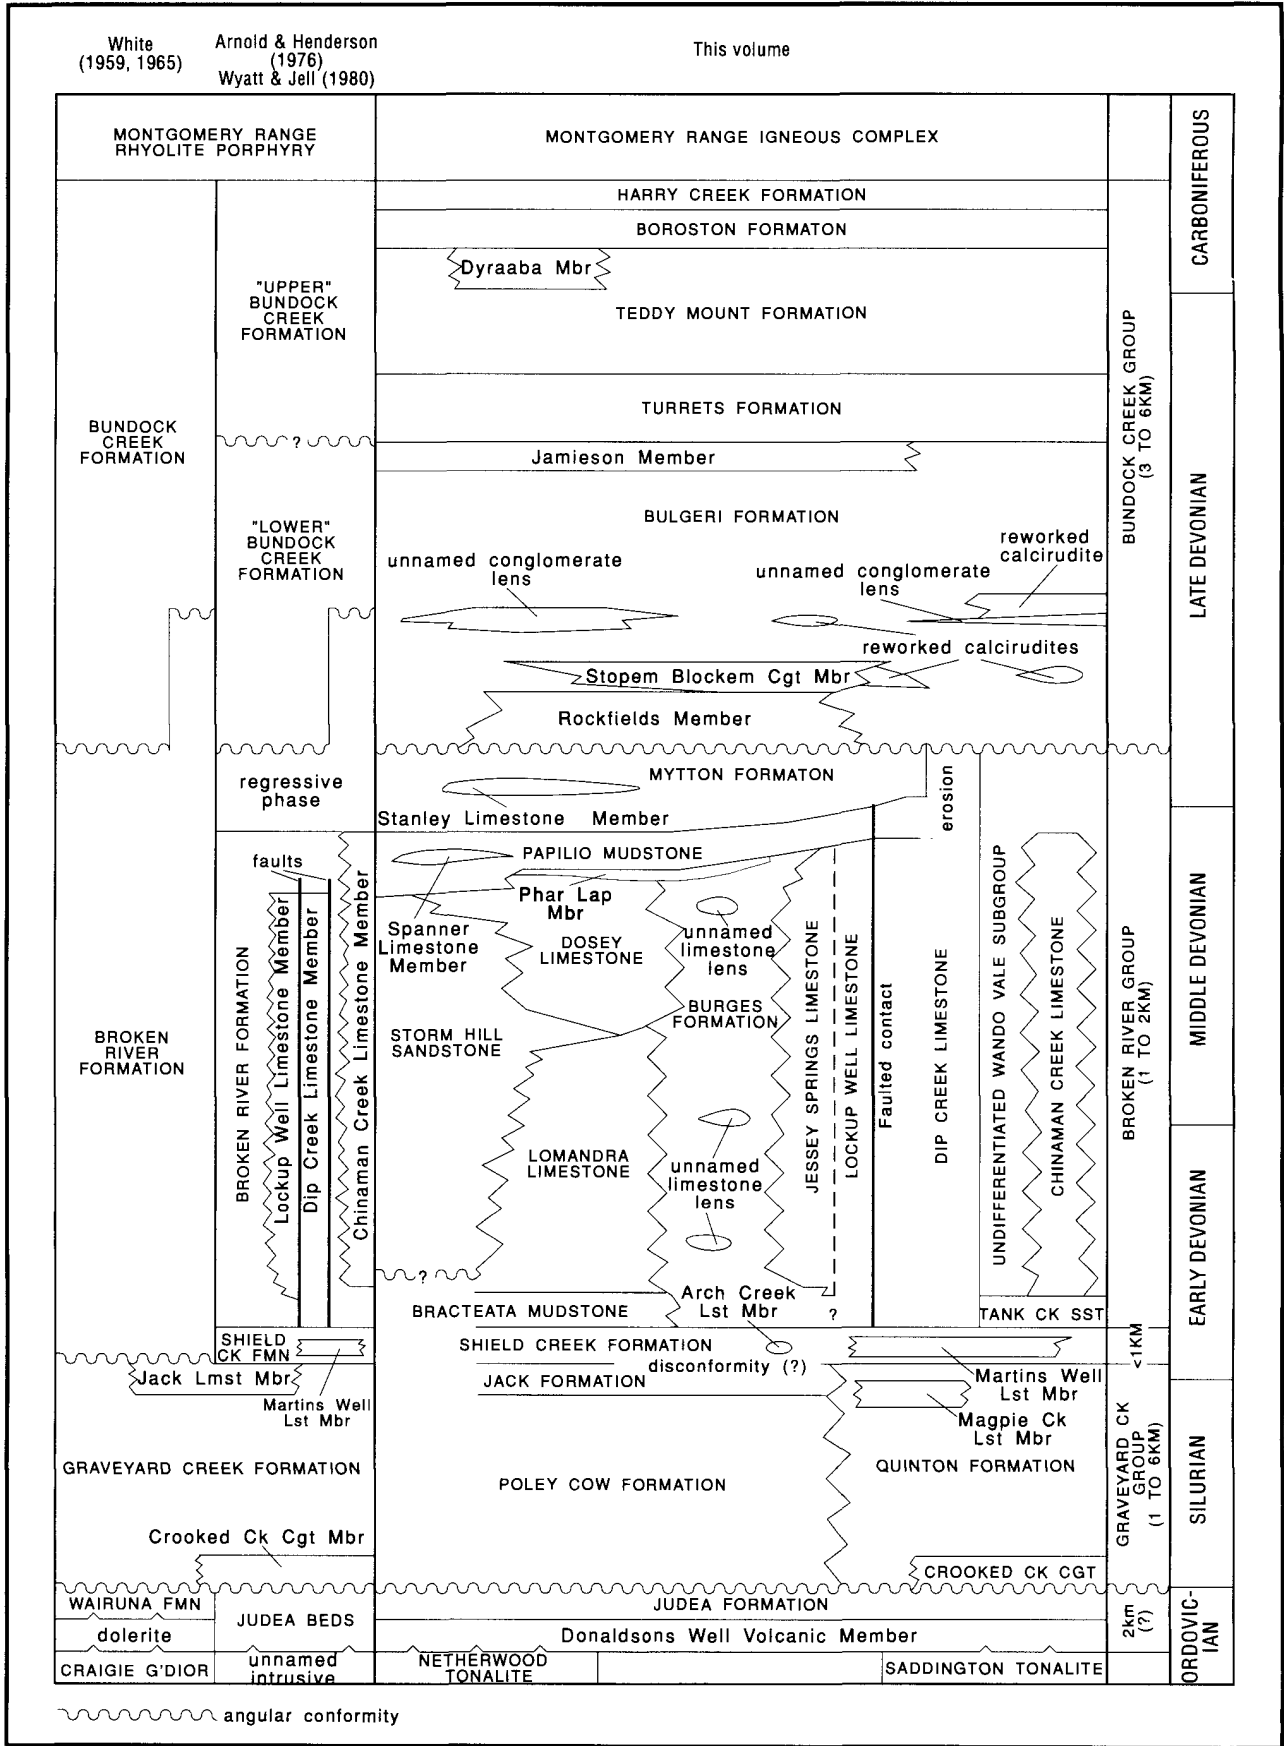 White
(1959, 1965)
Arnold & Henderson
(1976)
Wyatt & Jell (1980)
This volume
MONTGOMERY RANGE
RHYOLITE PORPHYRY
MONTGOMERY RANGE IGNEOUS COMPLEX
HARRY CREEK FORMATION
BOROSTON FORMATON
Dyraaba Mbr
TEDDY MOUNT FORMATION
TURRETS FORMATION
Jamieson Member
BULGERI FORMATION
"UPPER"
BUNDOCK
CREEK
FORMATION
?
BUNDOCK
CREEK
FORMATION
"LOWER"
BUNDOCK
CREEK
FORMATION
unnamed conglomerate
lens
unnamed conglomerate
lens
reworked
calcirudite
reworked calcirudites
Stopem Blockem Cgt Mbr
Rockfields Member
regressive
phase
MYTTON FORMATON
Stanley Limestone Member
erosion
faults
PAPILIO MUDSTONE
Phar Lap
Mbr
Spanner
Limestone
Member
DOSEY
LIMESTONE
unnamed
limestone
lens
BURGES
FORMATION
STORM HILL
SANDSTONE
BROKEN
RIVER
FORMATION
BROKEN RIVER FORMATION
Lockup Well Limestone Member
Dip Creek Limestone Member
Chinaman Creek Limestone Member
LOMANDRA
LIMESTONE
unnamed
limestone
lens
JESSEY SPRINGS LIMESTONE
LOCKUP WELL LIMESTONE
Faulted contact
DIP CREEK LIMESTONE
UNDIFFERENTIATED WANDO VALE SUBGROUP
CHINAMAN CREEK LIMESTONE
?
BRACTEATA MUDSTONE
Arch Creek
Lst Mbr
?
TANK CK SST
SHIELD
CK FMN
SHIELD CREEK FORMATION
disconformity (?)
Jack Lmst Mbr
Martins Well
Lst Mbr
JACK FORMATION
Martins Well
Lst Mbr
Magpie Ck
Lst Mbr
GRAVEYARD CREEK FORMATION
POLEY COW FORMATION
QUINTON FORMATION
Crooked Ck Cgt Mbr
CROOKED CK CGT
WAIRUNA FMN
JUDEA BEDS
JUDEA FORMATION
dolerite
Donaldsons Well Volcanic Member
CRAIGIE G'DIOR
unnamed
intrusive
NETHERWOOD
TONALITE
SADDINGTON TONALITE
BUNDOCK CREEK GROUP
(3 TO 6KM)
BROKEN RIVER GROUP
(1 TO 2KM)
<1KM
GRAVEYARD CK
GROUP
(1 TO 6KM)
2km
(?)
CARBONIFEROUS
LATE DEVONIAN
MIDDLE DEVONIAN
EARLY DEVONIAN
SILURIAN
ORDOVIC-
IAN
angular conformity